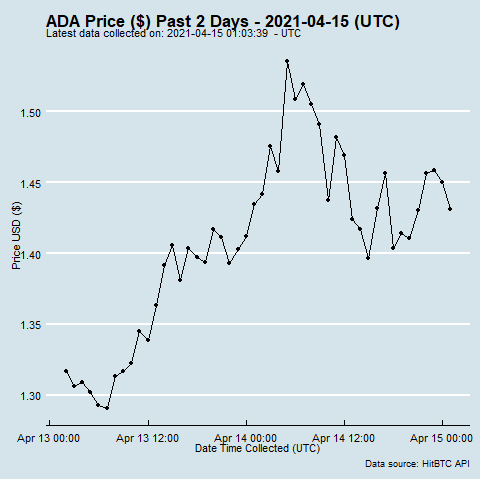 ADA Price ($) Past 2 Days - 2021-04-15 (UTC)
Latest data collected on: 2021-04-15 01:03:39 - UTC
Price USD ($)
1.50
1.45
1.40
1.35
1.30
Apr 13 00:00 Apr 13 12:00 Apr 14 00:00 Apr 14 12:00 Apr 15 00:00
Date Time Collected (UTC)
Data source: HitBTC API